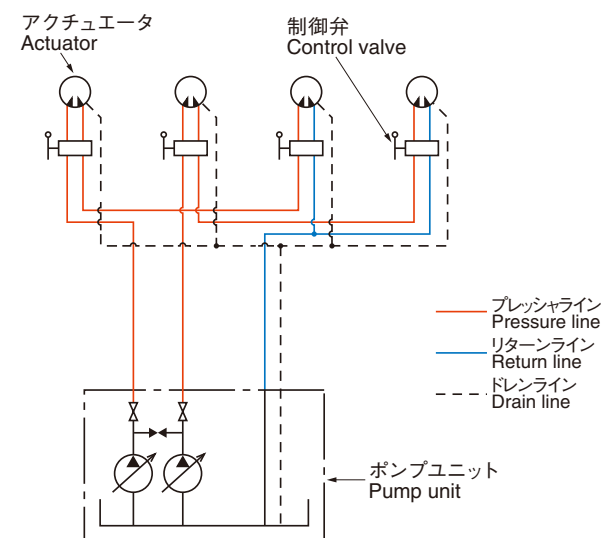 アクチュエータ
Actuator
制御弁
Control valve
プレッシャライン
Pressure line
リターンライン
Return line
ドレンライン
Drain line
ポンプユニット
Pump unit